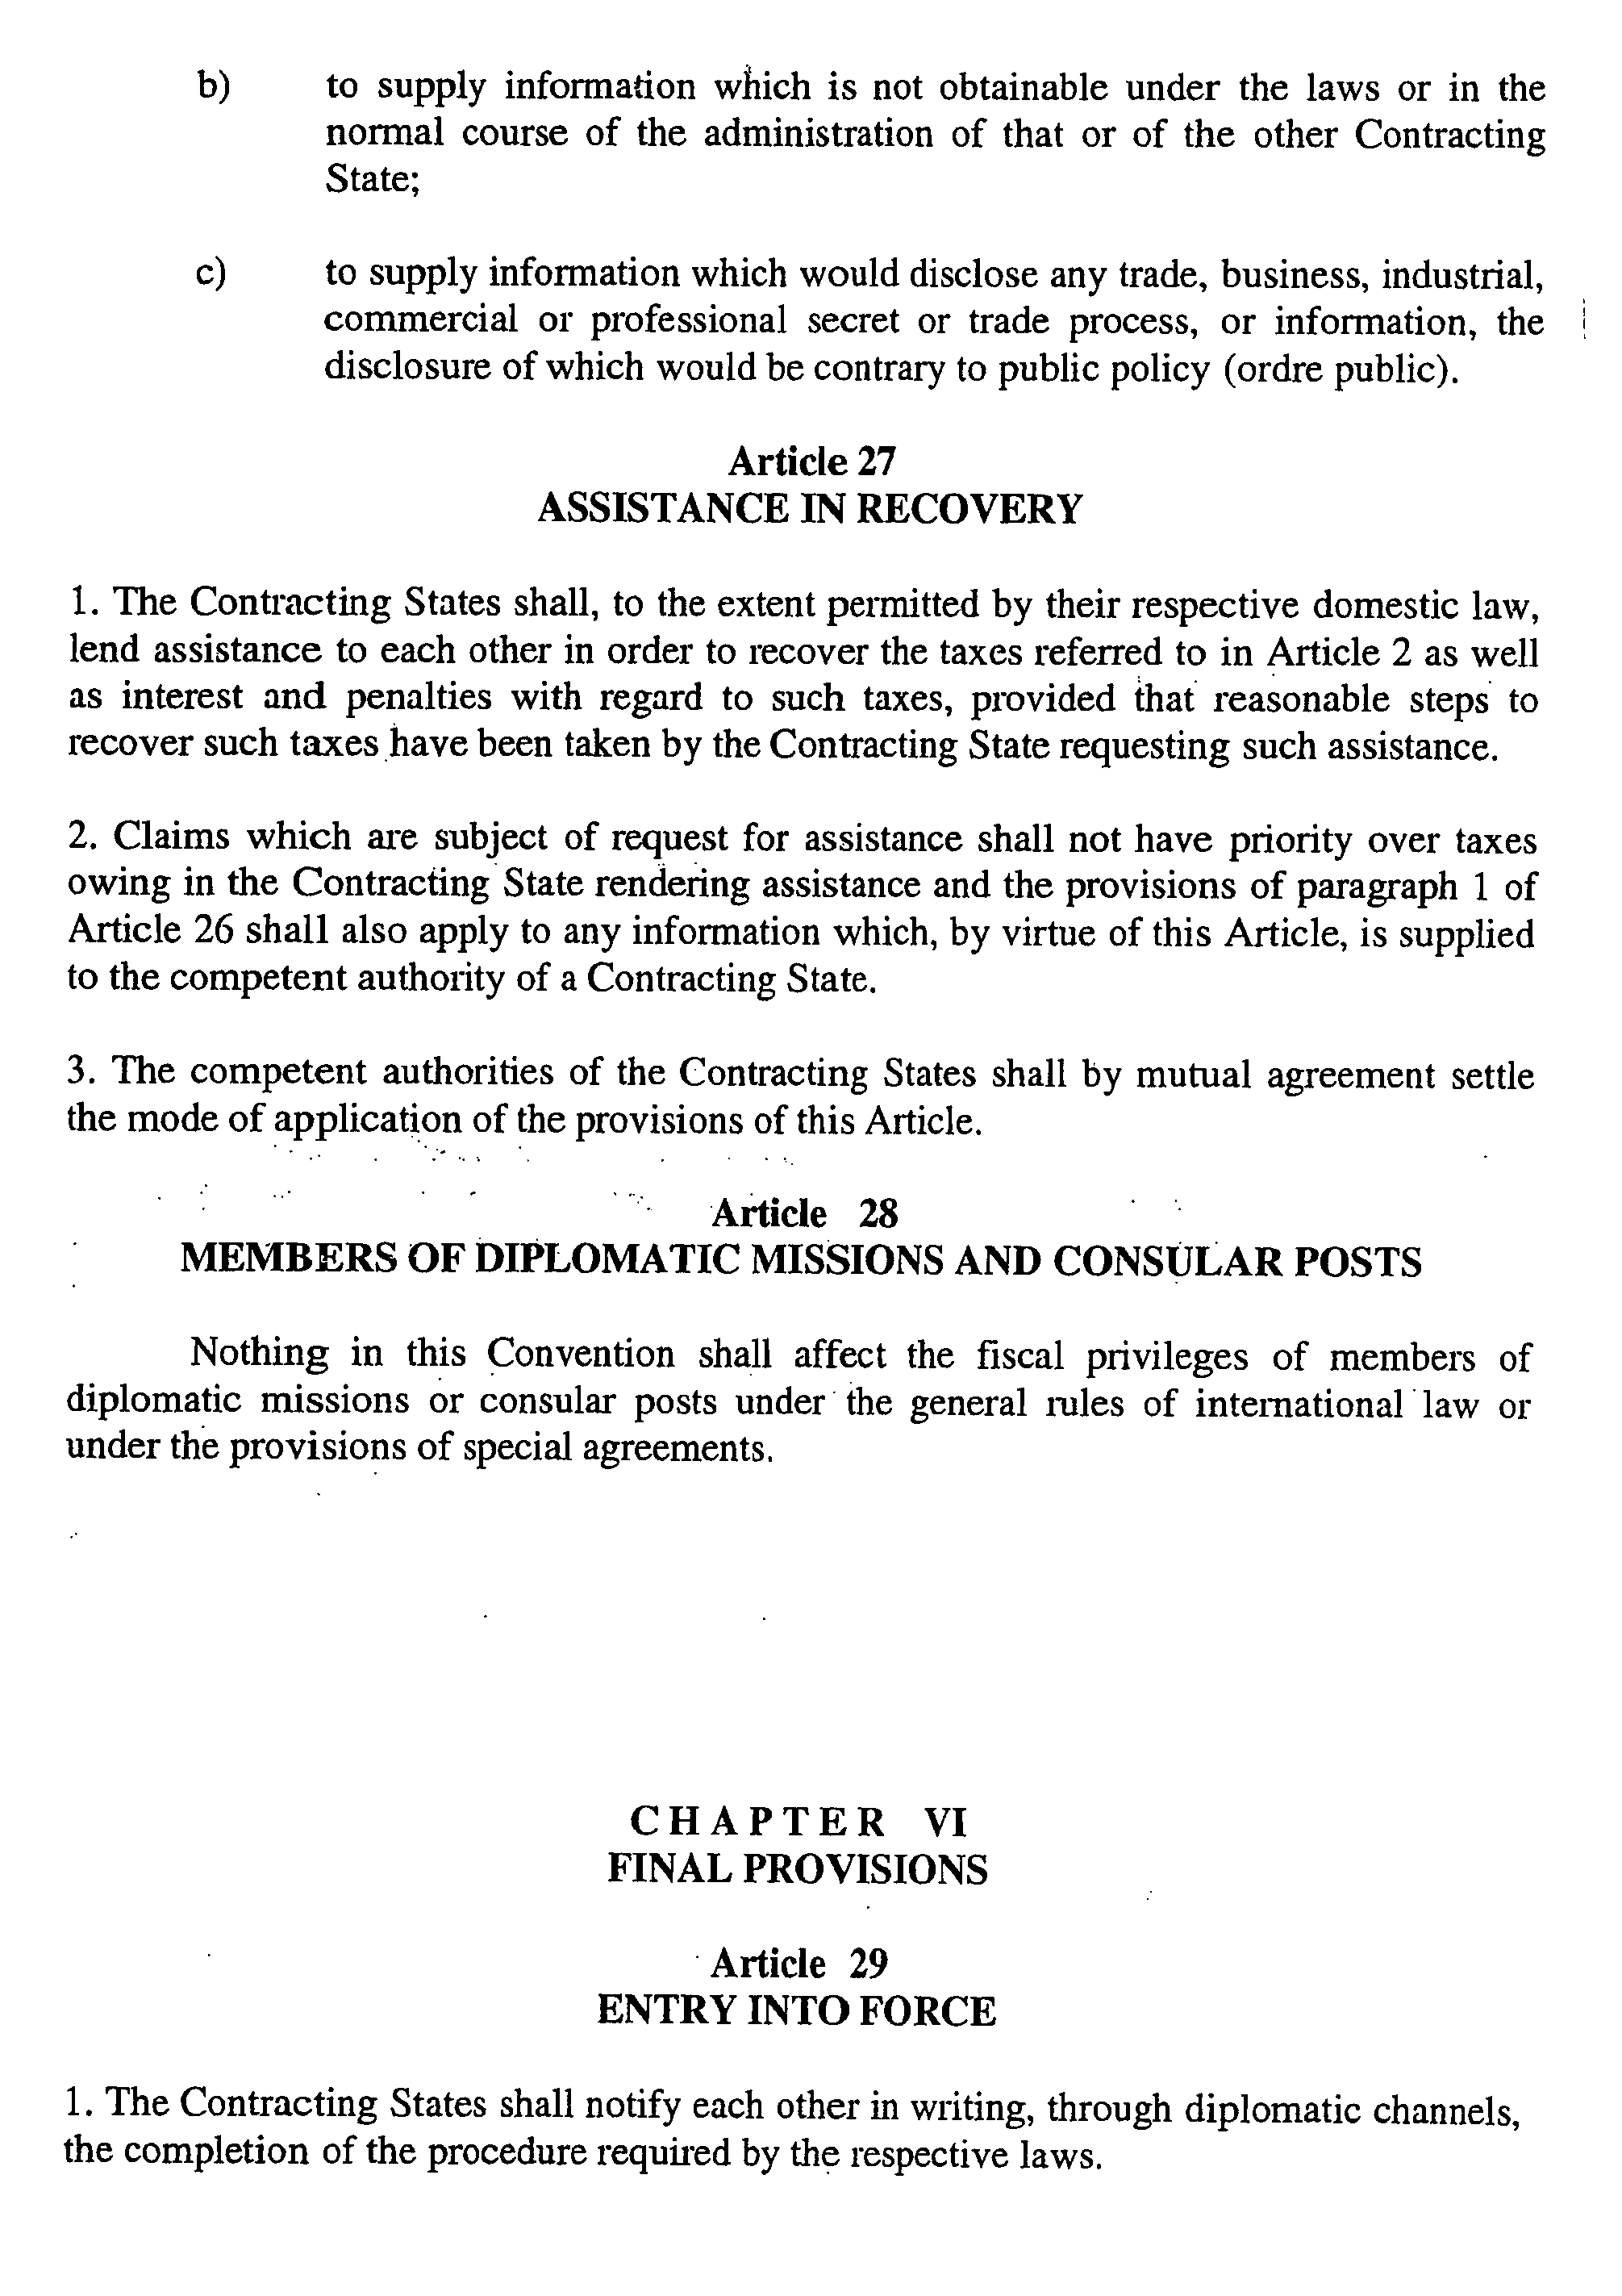 b) to supply information which is not obtainable under the laws or in the
normal course of the administration of that or of the other Contracting
State;
c) to supply information which would disclose any trade, business, industrial,
commercial or professional secret or trade process, or information, the
disclosure of which would be contrary to public policy (ordre public).
Article 27
ASSISTANCE IN RECOVERY
1. The Contracting States shall, to the extent permitted by their respective domestic law,
lend assistance to each other in order to recover the taxes referred to in Article 2 as well
as interest and penalties with regard to such taxes, provided that reasonable steps to
recover such taxes have been taken by the Contracting State requesting such assistance.
2. Claims which are subject of request for assistance shall not have priority over taxes
owing in the Contracting State rendering assistance and the provisions of paragraph 1 of
Article 26 shall also apply to any information which, by virtue of this Article, is supplied
to the competent authority of a Contracting State.
3. The competent authorities of the Contracting States shall by mutual agreement settle
the mode of application of the provisions of this Article.
Article 28
MEMBERS OF DIPLOMATIC MISSIONS AND CONSULAR POSTS
Nothing in this Convention shall affect the fiscal privileges of members of
diplomatic missions or consular posts under the general rules of international law or
under the provisions of special agreements.
CHAPTER VI
FINAL PROVISIONS
Article 29
ENTRY INTO FORCE
1. The Contracting States shall notify each other in writing, through diplomatic channels,
the completion of the procedure required by the respective laws.